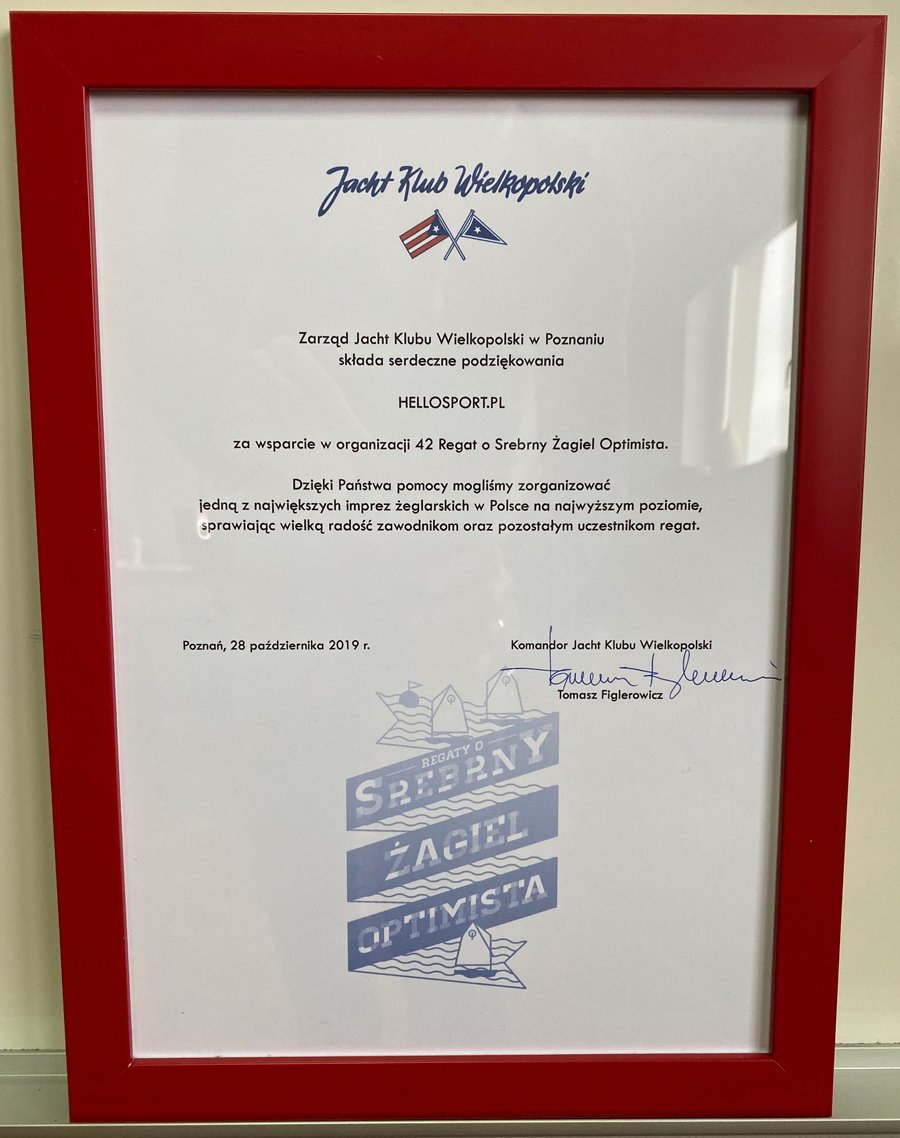 Jacht Klub Wielkopolski
Zarząd Jacht Klubu Wielkopolski w Poznaniu
składa serdeczne podziękowania
HELLOSPORT.PL
za wsparcie w organizacji 42 Regat o Srebrny Żagiel Optimista.
Dzięki Państwa pomocy mogliśmy zorganizować
jedną z największych imprez żeglarskich w Polsce na najwyższym poziomie,
sprawiając wielką radość zawodnikom oraz pozostałym uczestnikom regat.
Poznań, 28 października 2019 r.
Komandor Jacht Klubu Wielkopolski
Tomasz Figlerowicz
Tomasz Figlerowicz
REGATY O
SREBRNY
ŻAGIEL
OPTIMISTA